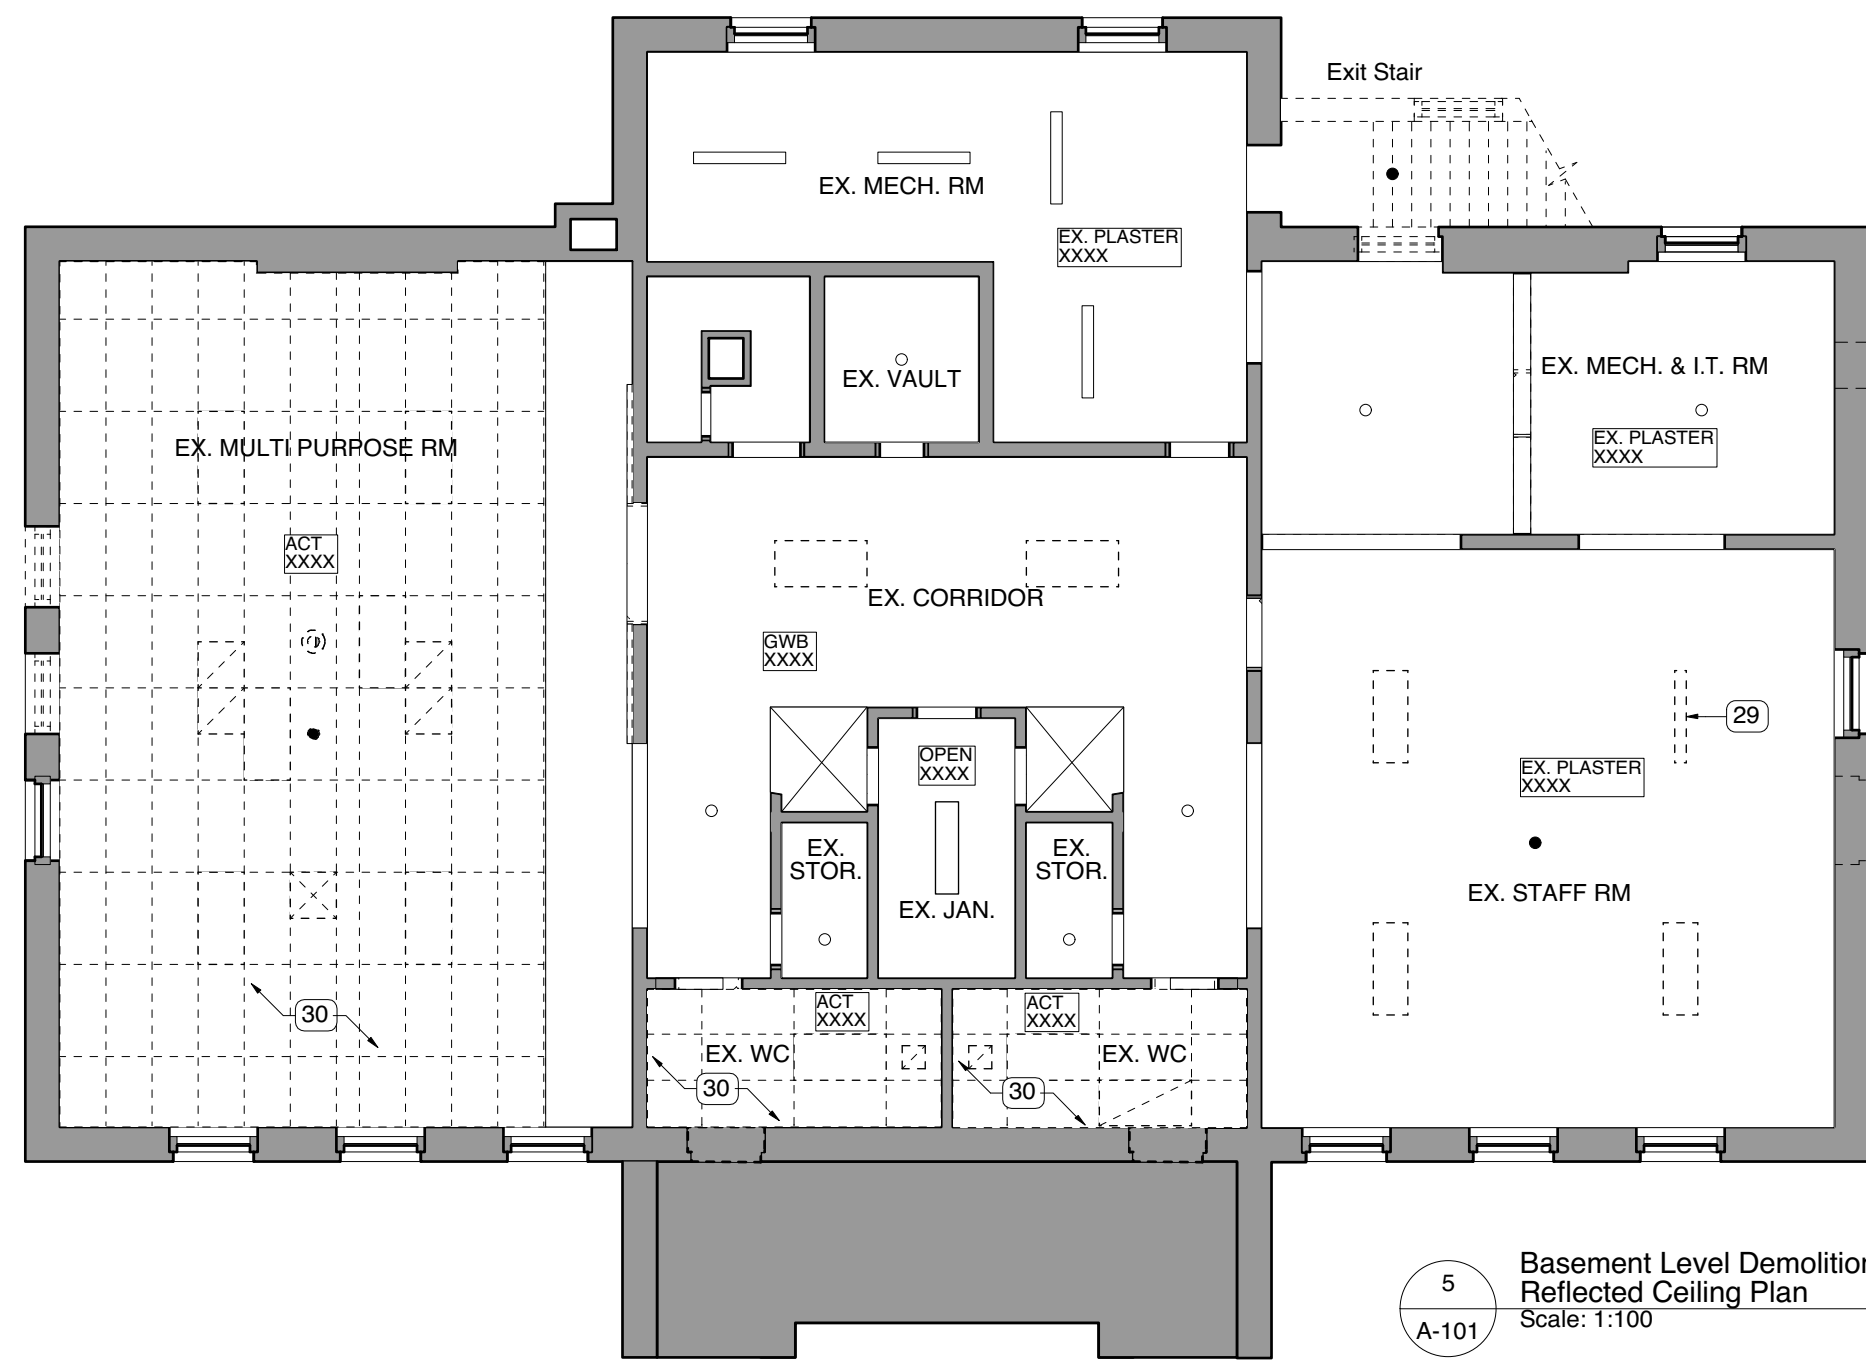 Exit Stair
EX. MECH. RM
EX. PLASTER
XXXX
EX. VAULT
EX. MECH. & I.T. RM
EX. PLASTER
XXXX
EX. MULTI PURPOSE RM
ACT
XXXX
EX. CORRIDOR
GWB
XXXX
29
OPEN
XXXX
EX. PLASTER
XXXX
EX.
STOR.
EX.
STOR.
EX. JAN.
EX. STAFF RM
30
ACT
XXXX
ACT
XXXX
EX. WC
EX. WC
30
30
5
A-101
Basement Level Demolition
Reflected Ceiling Plan
Scale: 1:100